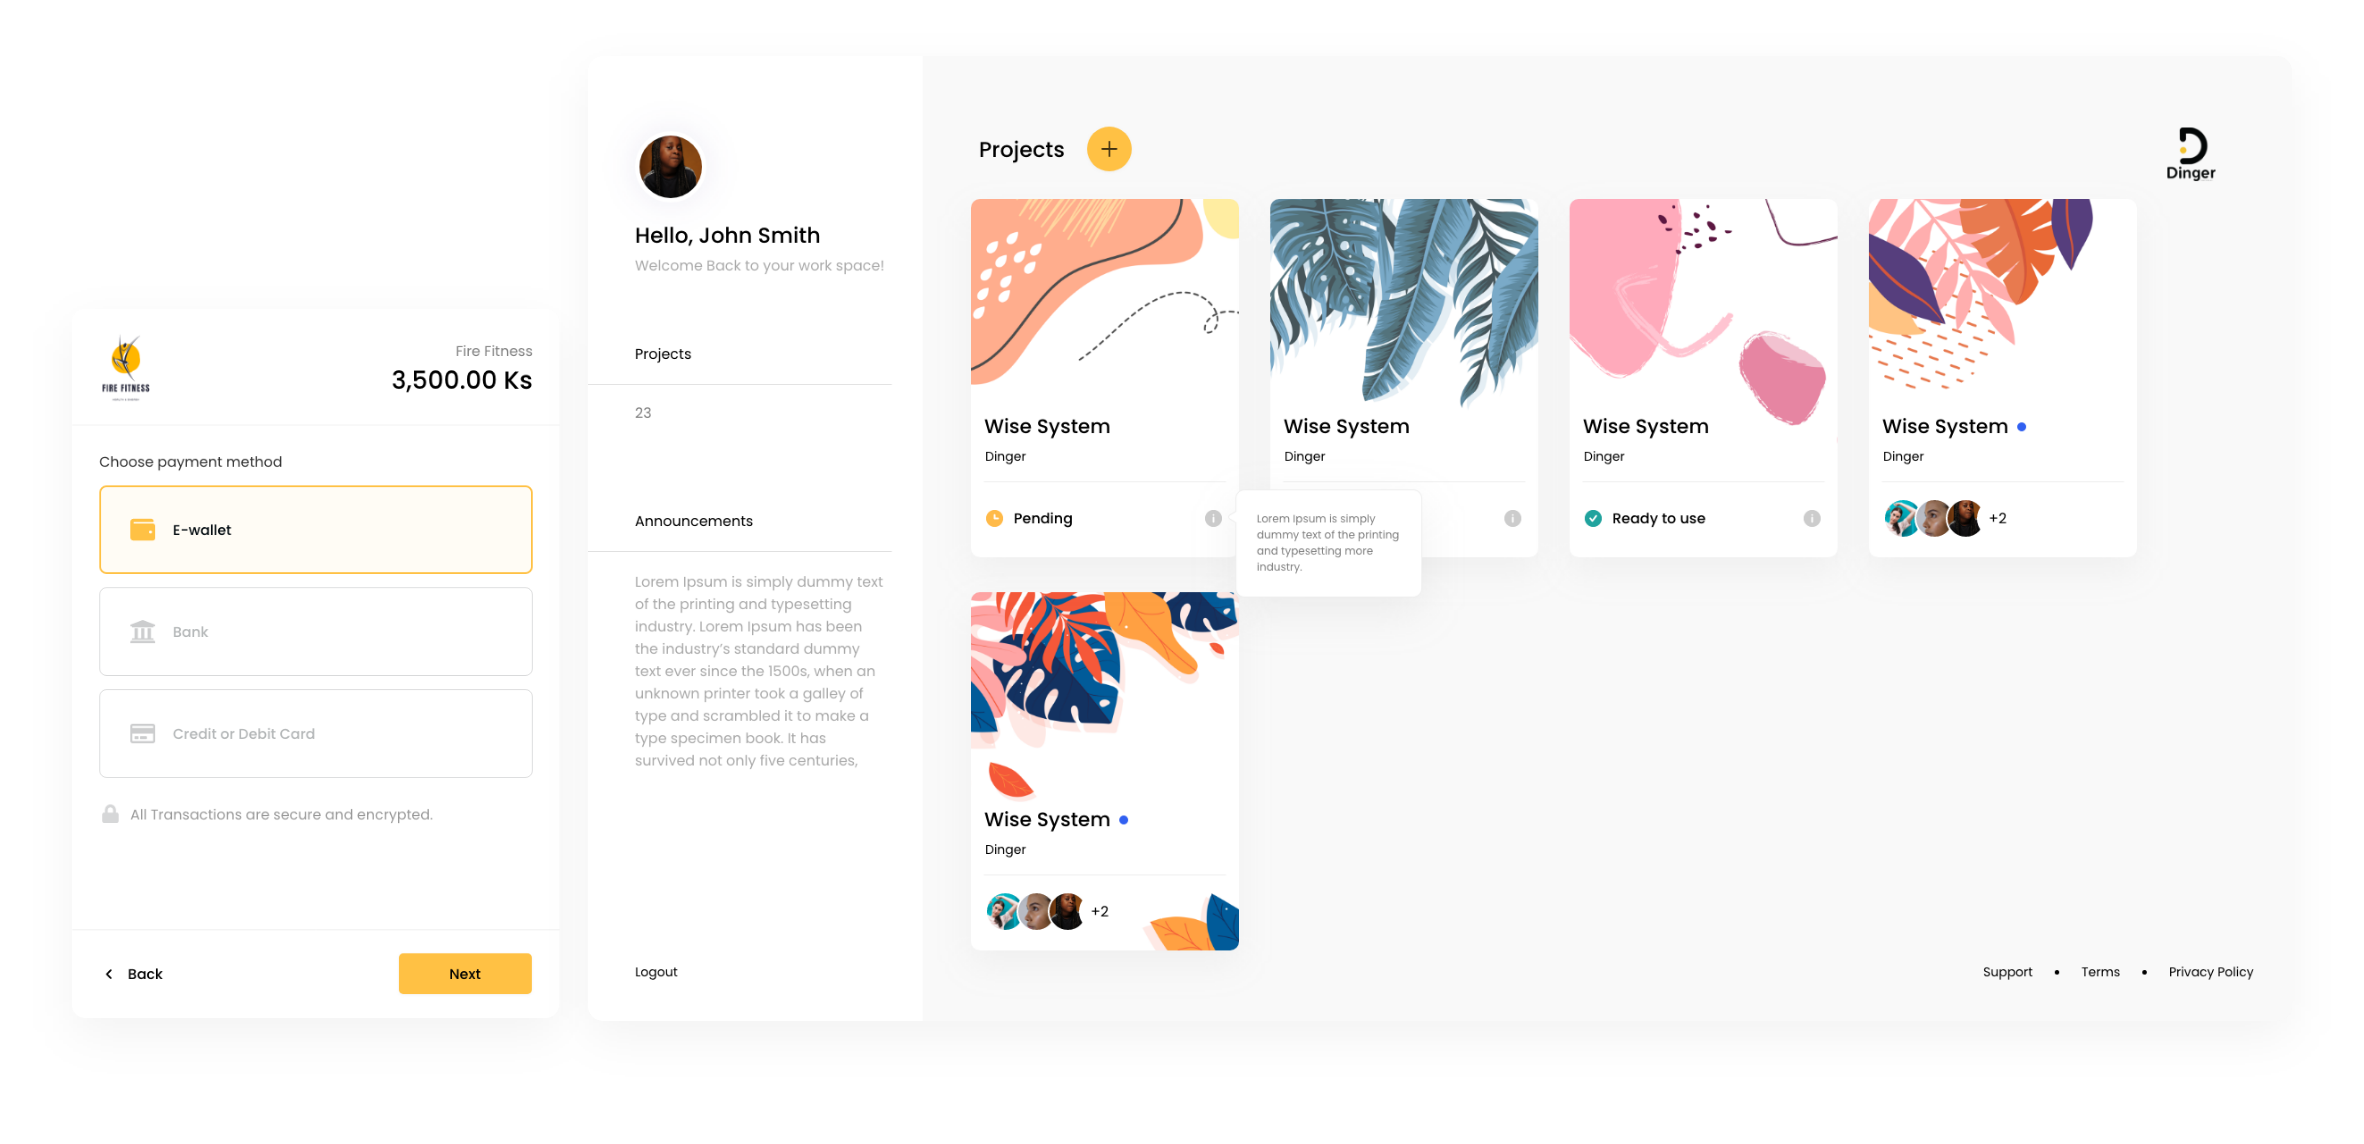 FIRE FITNESS
Fire Fitness
3,500.00 Ks
Choose payment method
E-wallet
Bank
Credit or Debit Card
All Transactions are secure and encrypted.
Back
Next
Hello, John Smith
Welcome Back to your work space!
Projects
23
Announcements
Lorem Ipsum is simply dummy text
of the printing and typesetting
industry. Lorem Ipsum has been
the industry’s standard dummy
text ever since the 1500s, when an
unknown printer took a galley of
type and scrambled it to make a
type specimen book. It has
survived not only five centuries,
Logout
Projects
Dinger
Wise System
Dinger
Pending
Wise System
Dinger
Lorem Ipsum is simply
dummy text of the printing
and typesetting more
industry.
Wise System
Dinger
Ready to use
Wise System
Dinger
+2
Wise System
Dinger
+2
Support • Terms • Privacy Policy